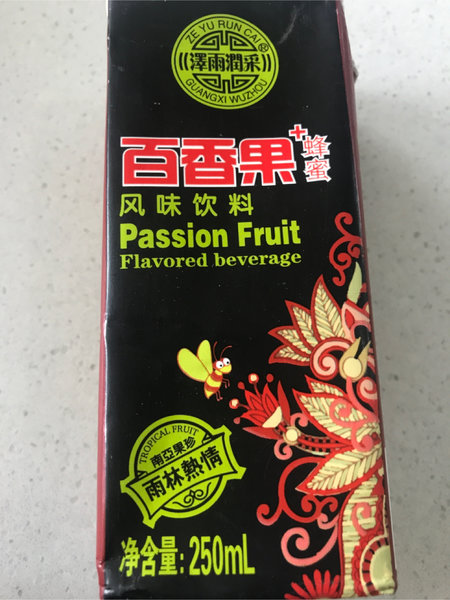 ZE YU RUN CAI
澤雨潤采®
GUANGXI WUZHOU
百香果+蜂蜜
风味饮料
Passion Fruit
Flavored beverage
TROPICAL FRUIT
南亞果珍
雨林熱情
净含量: 250mL